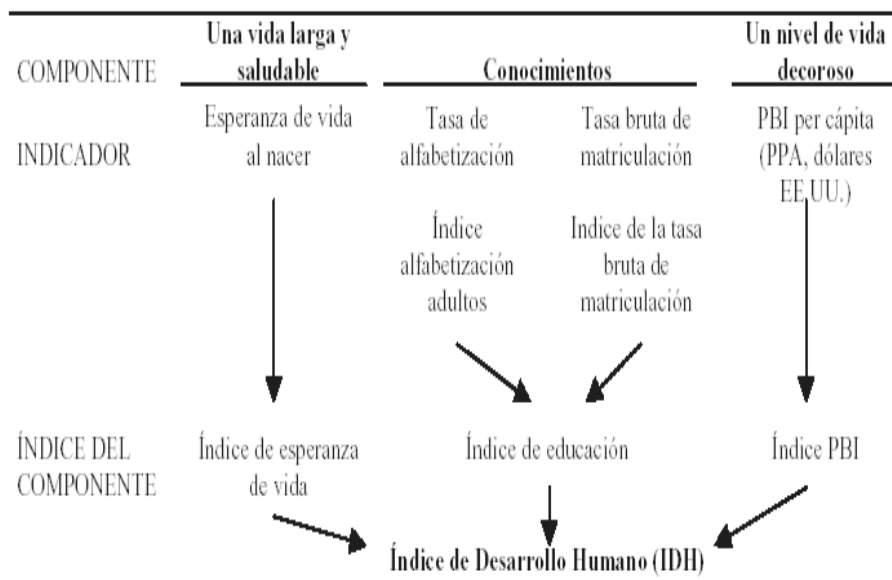 Una vida larga y
saludable
Un nivel de vida
decoroso
COMPONENTE
Conocimientos
INDICADOR
Esperanza de vida
al nacer
Tasa de
alfabetización
Tasa bruta de
matriculación
PBI per cápita
(PPA, dólares
EE.UU.)
Índice
alfabetización
adultos
Indice de la tasa
bruta de
matriculación
ÍNDICE DEL
COMPONENTE
Índice de esperanza
de vida
Índice de educación
Índice PBI
Índice de Desarrollo Humano (IDH)